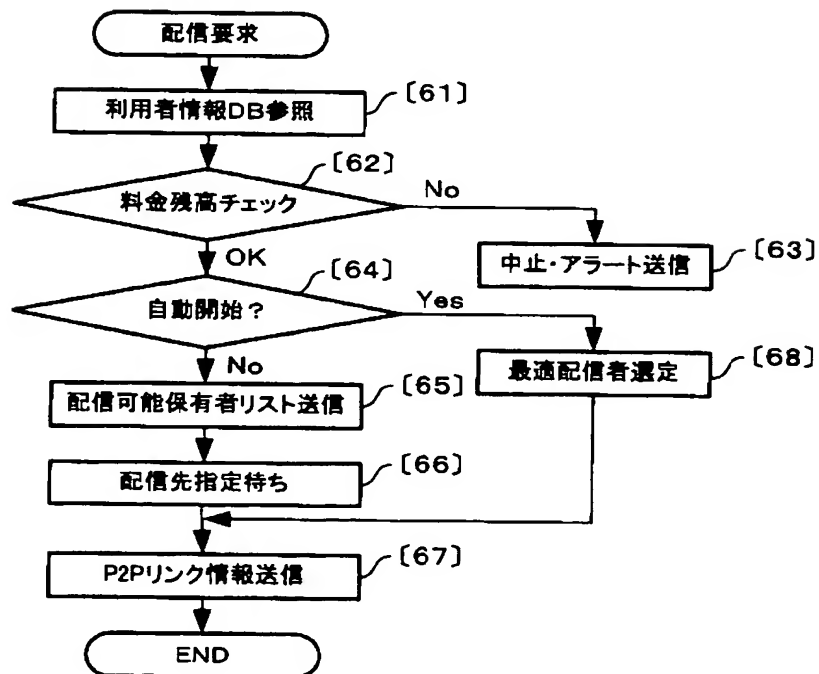 配信要求
利用者情報DB参照
[61]
料金残高チェック
[62]
No
中止・アラート送信
[63]
OK
自動開始?
[64]
Yes
最適配信者選定
[68]
No
配信可能保有者リスト送信
[65]
配信先指定待ち
[66]
P2Pリンク情報送信
[67]
END